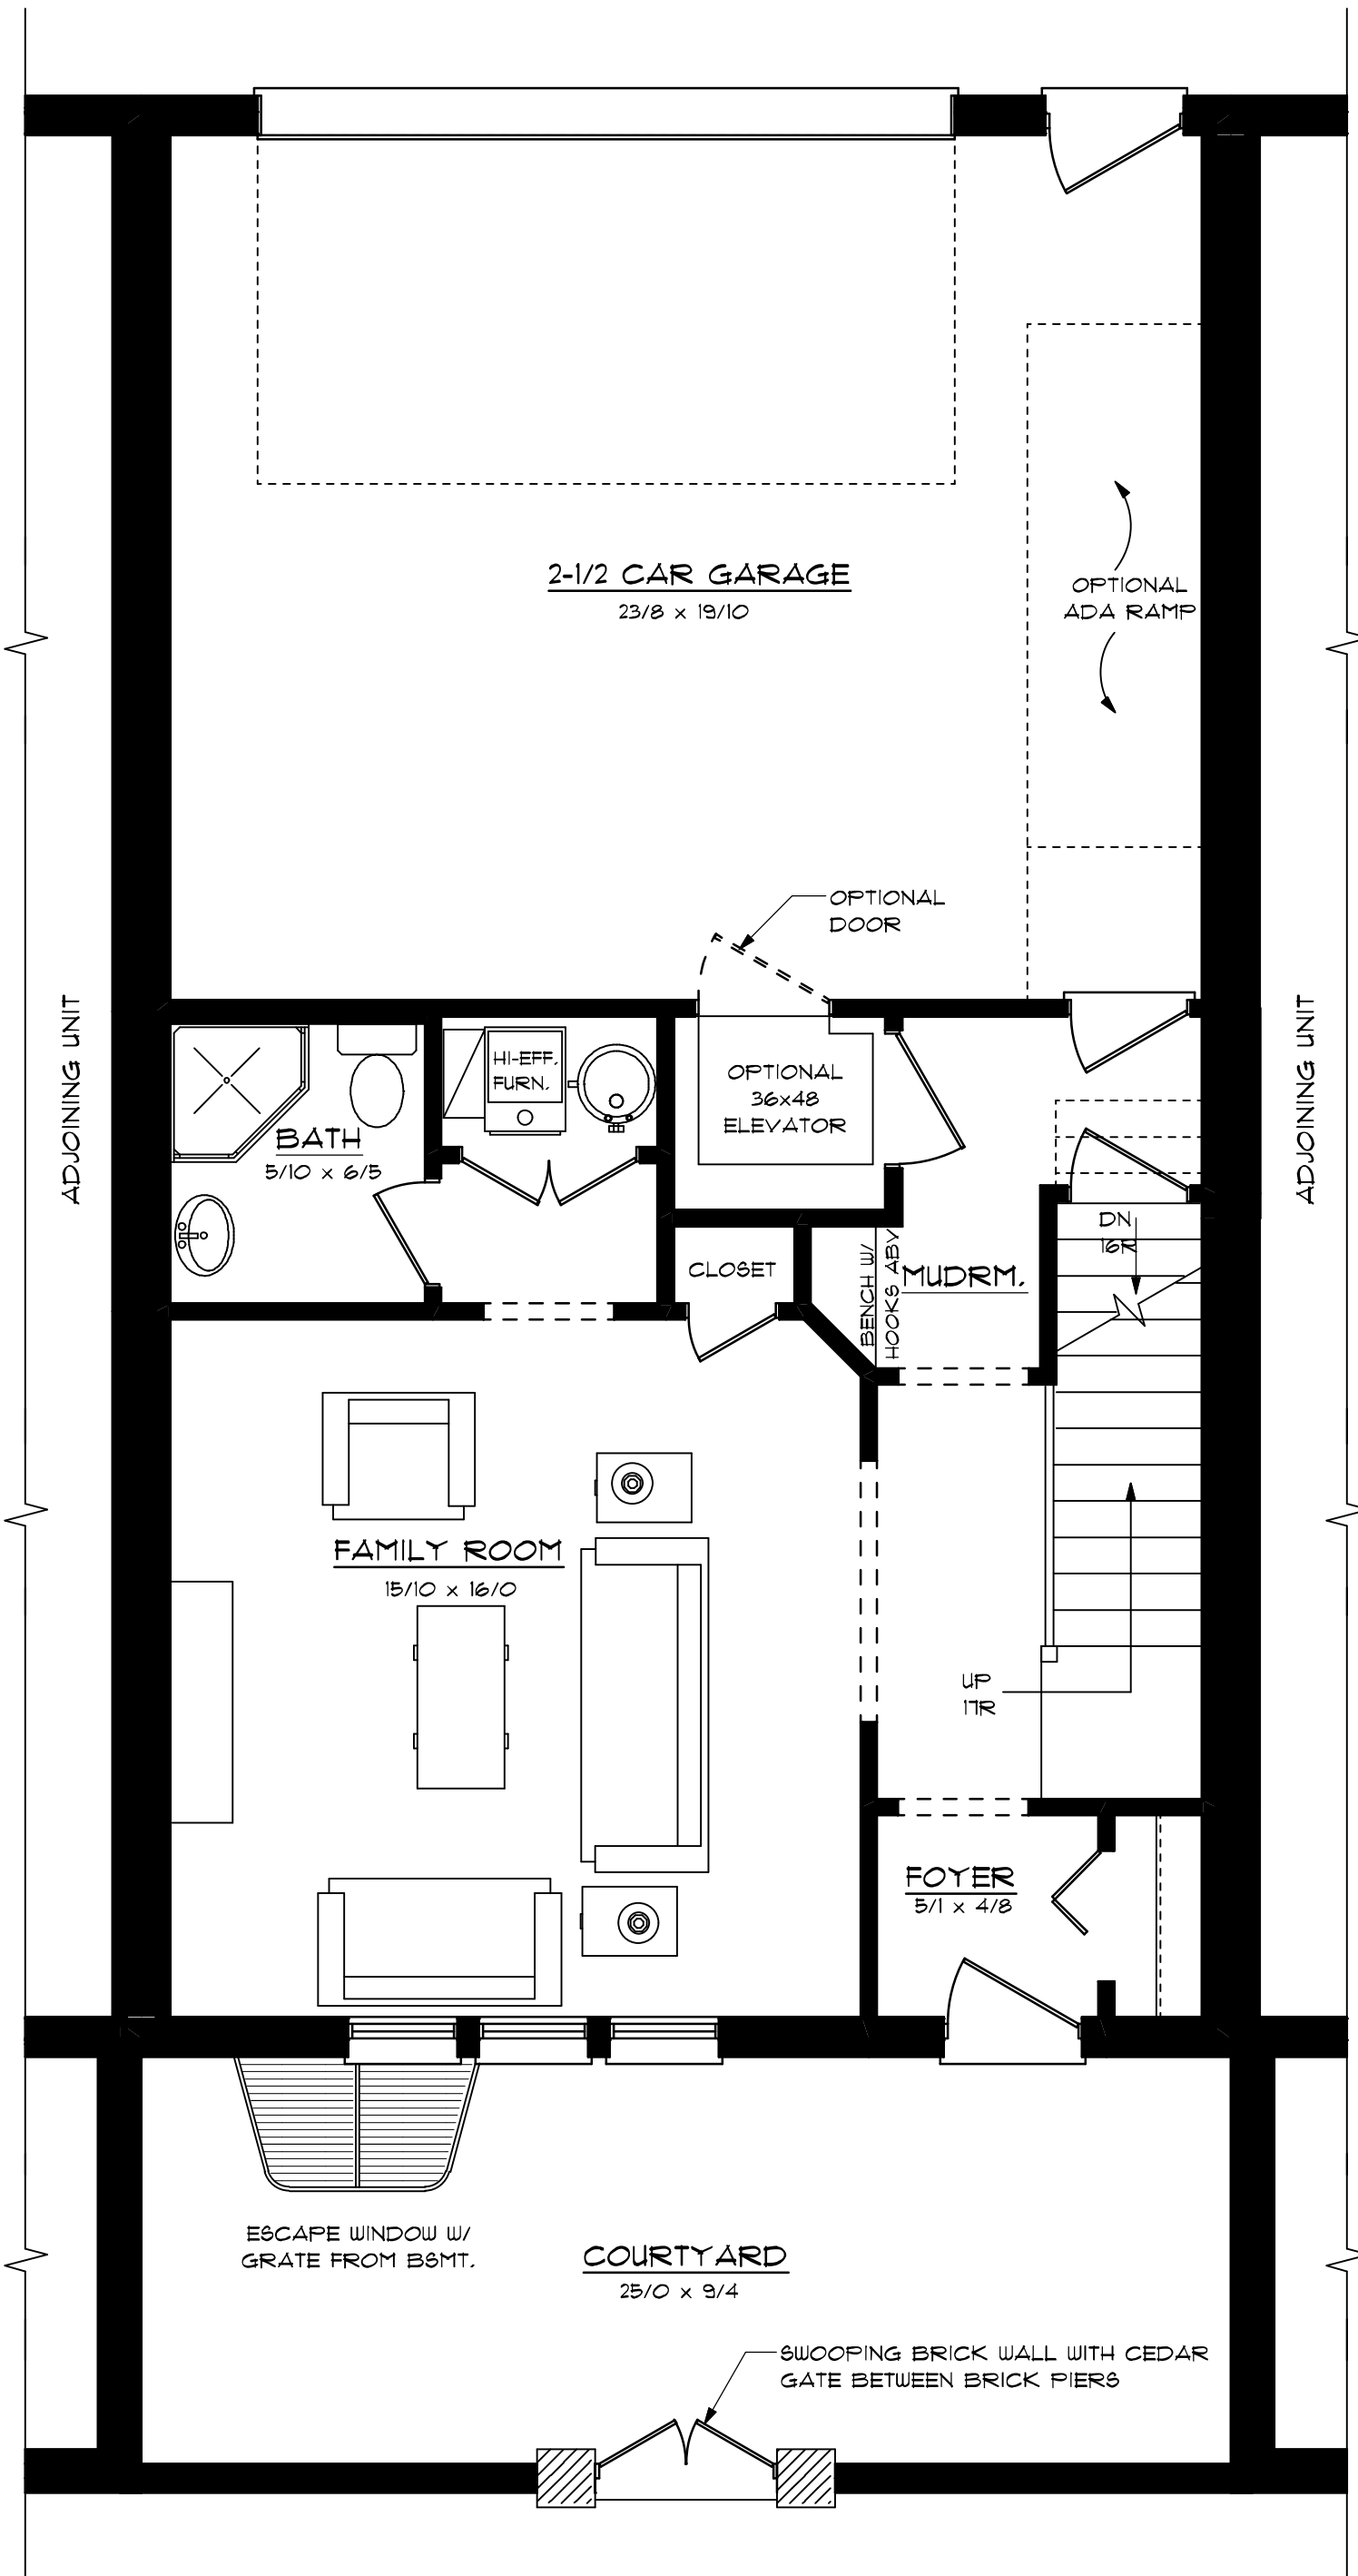 2-1/2 CAR GARAGE
23/8 x 19/10
OPTIONAL
ADA RAMP
OPTIONAL
DOOR
ADJOINING UNIT
ADJOINING UNIT
HI-EFF.
FURN.
OPTIONAL
36x48
ELEVATOR
BATH
5/10 x 6/5
DN
16R
CLOSET
BENCH W/
HOOKS ABV
MUDRM.
FAMILY ROOM
15/10 x 16/0
UP
17R
FOYER
5/1 x 4/8
ESCAPE WINDOW W/
GRATE FROM BSMT.
COURTYARD
25/0 x 9/4
SWOOPING BRICK WALL WITH CEDAR
GATE BETWEEN BRICK PIERS